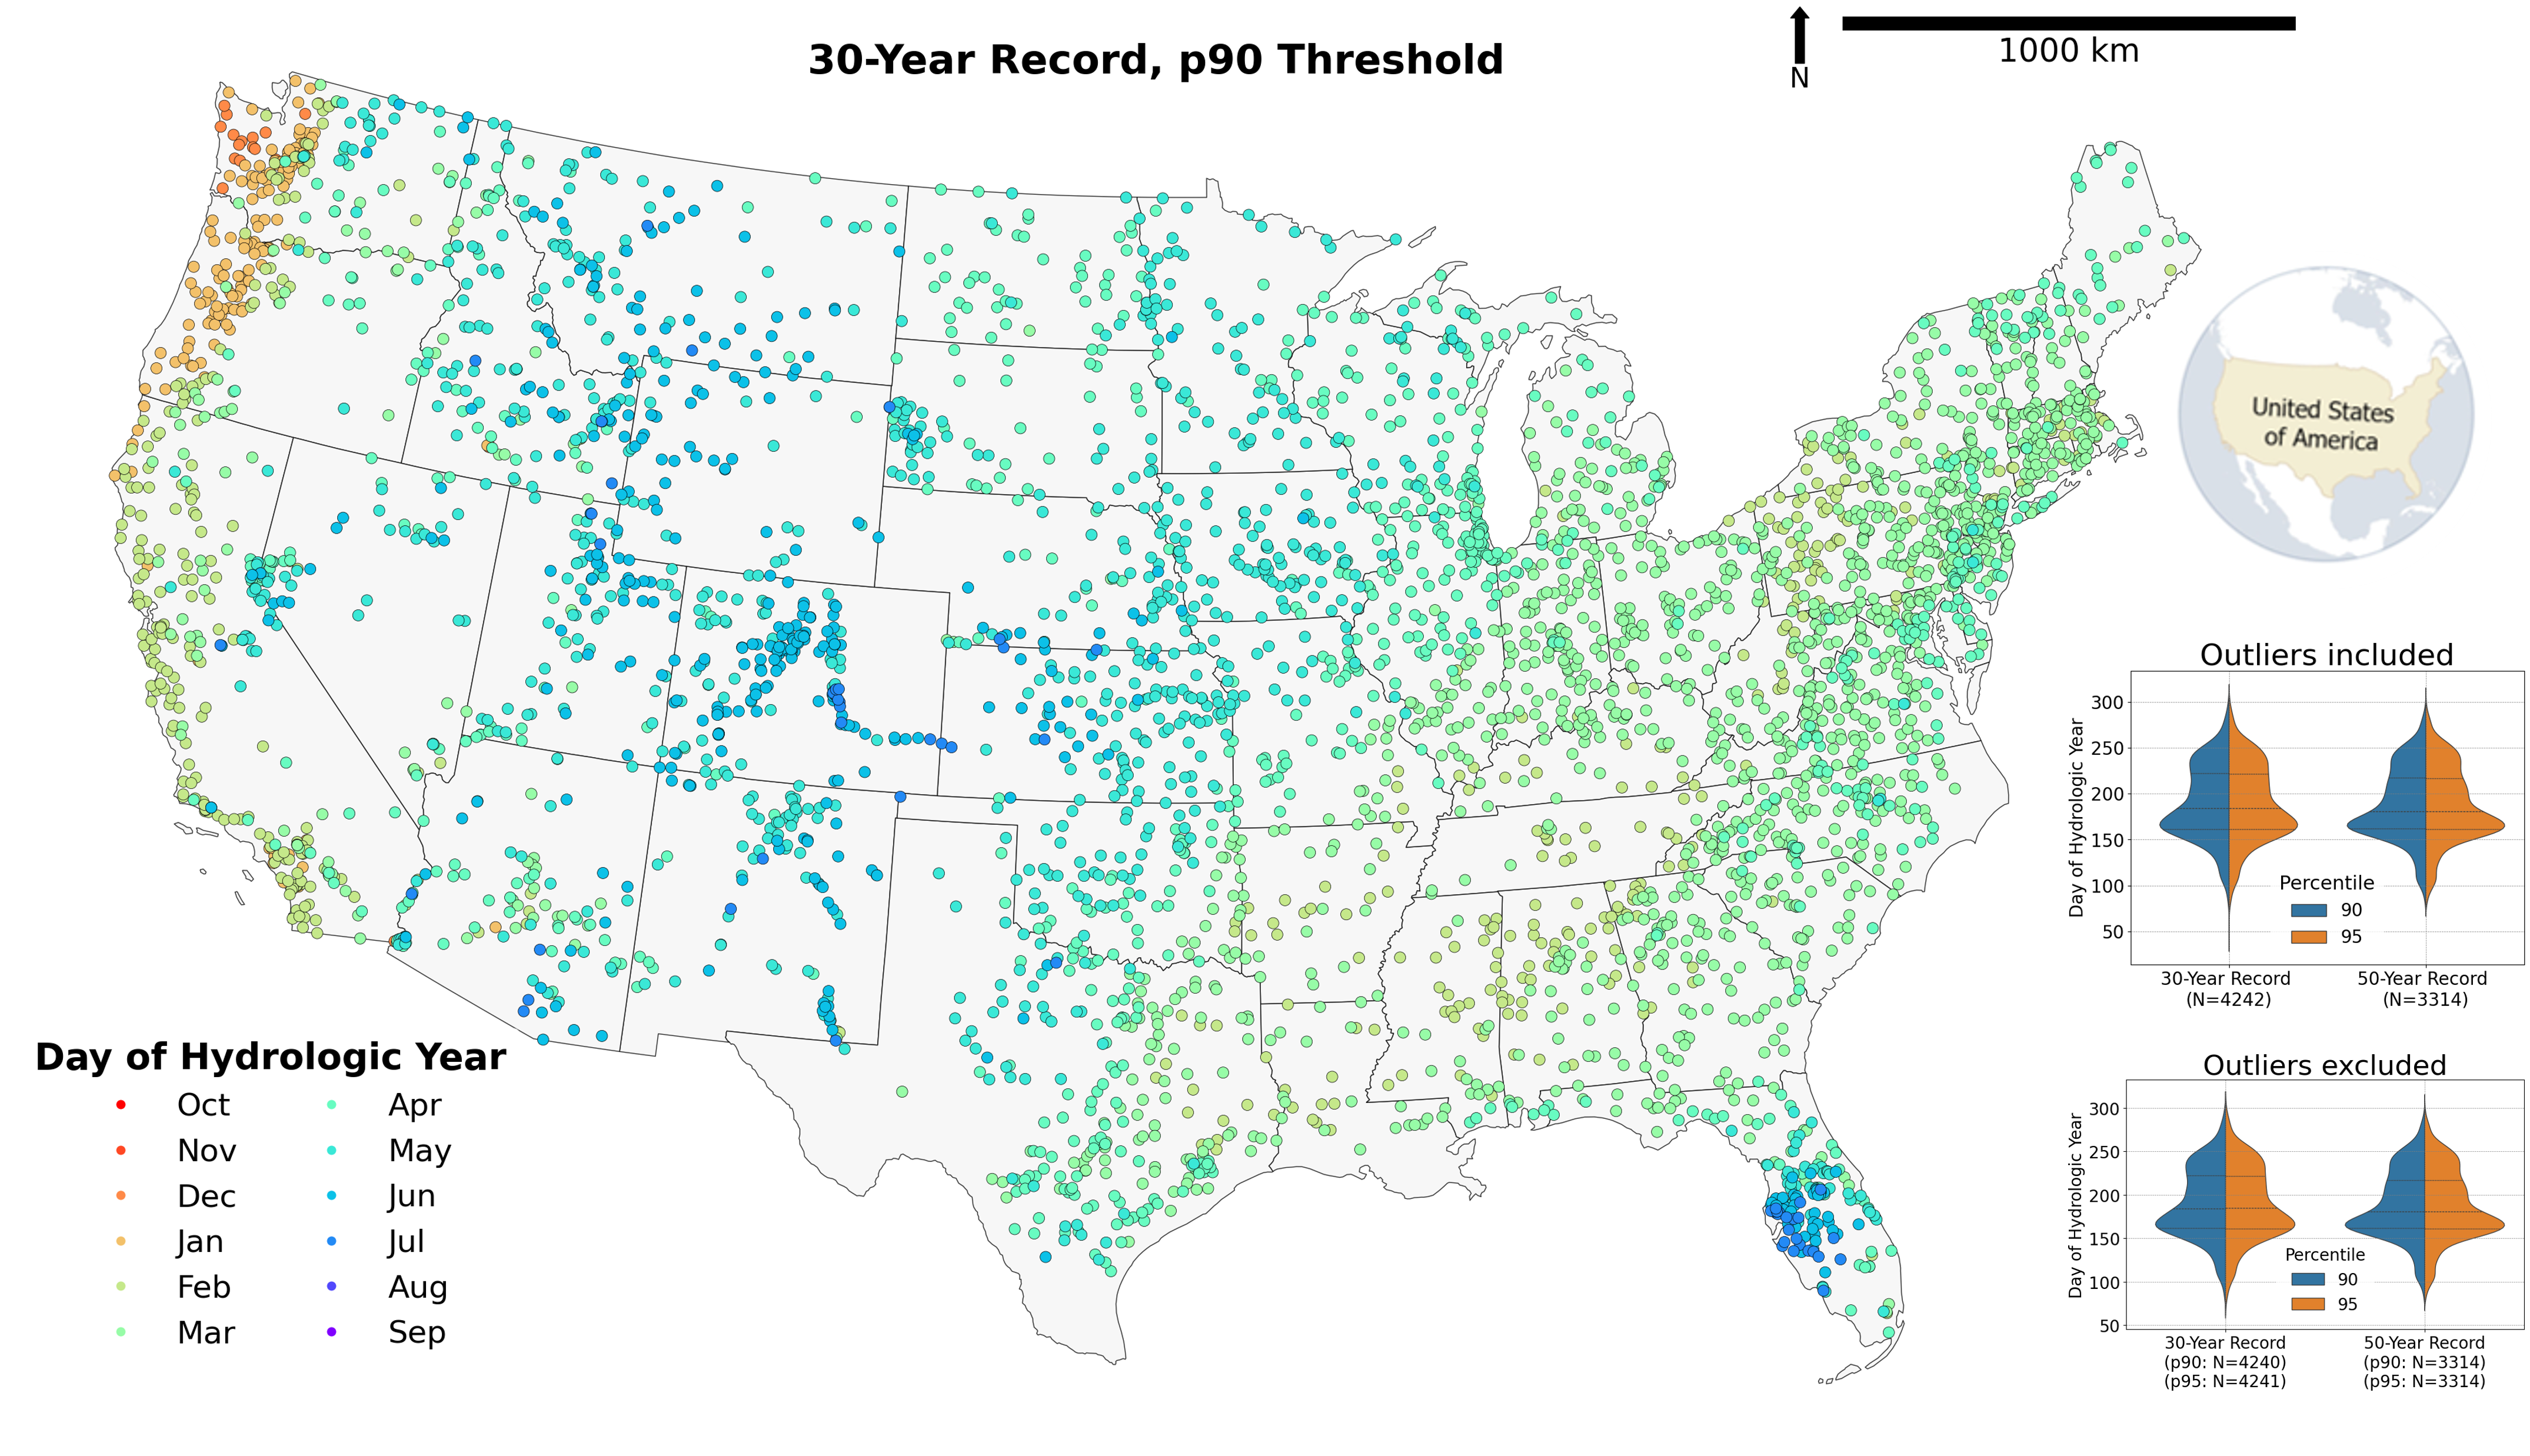 30-Year Record, p90 Threshold
N
1000 km
United States
of America
Outliers included
Day of Hydrologic Year
300
250
200
150
100
50
Percentile
90
95
30-Year Record
(N=4242)
50-Year Record
(N=3314)
Outliers excluded
Day of Hydrologic Year
300
250
200
150
100
50
Percentile
90
95
30-Year Record
(p90: N=4240)
(p95: N=4241)
50-Year Record
(p90: N=3314)
(p95: N=3314)
Day of Hydrologic Year
Oct
Nov
Dec
Jan
Feb
Mar
Apr
May
Jun
Jul
Aug
Sep